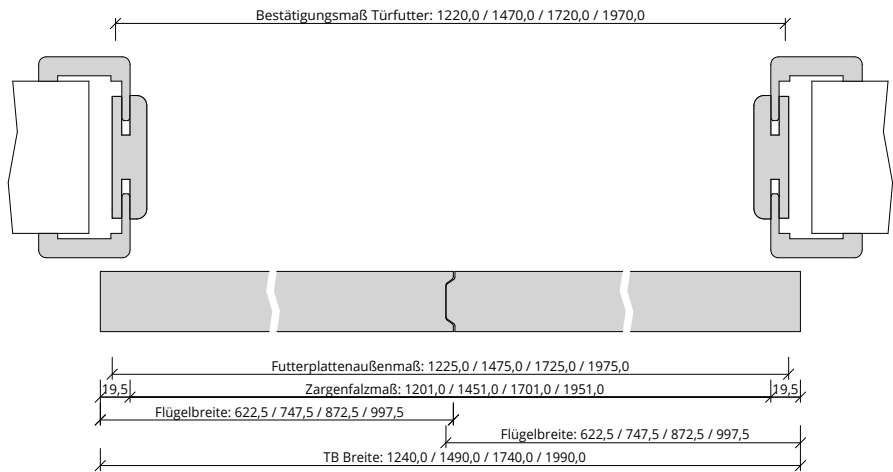 Bestätigungsmaß Türfutter: 1220,0 / 1470,0 / 1720,0 / 1970,0
Futterplattenaußenmaß: 1225,0 / 1475,0 / 1725,0 / 1975,0
19,5
Zargenfalzmaß: 1201,0 / 1451,0 / 1701,0 / 1951,0
19,5
Flügelbreite: 622,5 / 747,5 / 872,5 / 997,5
Flügelbreite: 622,5 / 747,5 / 872,5 / 997,5
TB Breite: 1240,0 / 1490,0 / 1740,0 / 1990,0